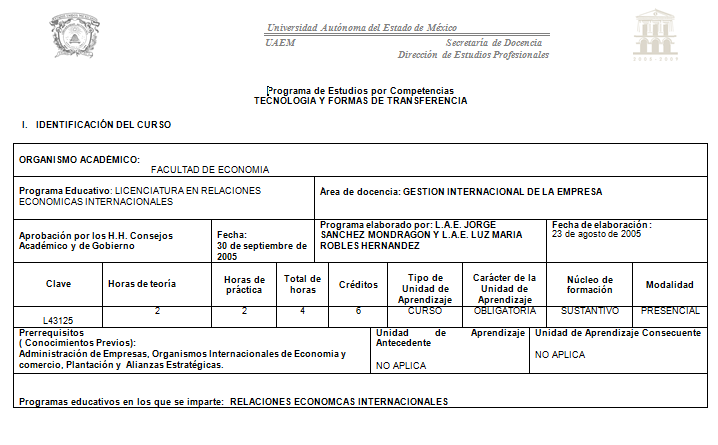 Universidad Autónoma del Estado de México
UAEM Secretaría de Docencia
Dirección de Estudios Profesionales
Programa de Estudios por Competencias
TECNOLOGIA Y FORMAS DE TRANSFERENCIA
I. IDENTIFICACIÓN DEL CURSO
ORGANISMO ACADÉMICO:
FACULTAD DE ECONOMIA
Programa Educativo: LICENCIATURA EN RELACIONES
ECONOMICAS INTERNACIONALES
Area de docencia: GESTION INTERNACIONAL DE LA EMPRESA
Aprobación por los H.H. Consejos
Académico y de Gobierno
Fecha:
30 de septiembre de
2005
Programa elaborado por: L.A.E. JORGE
SANCHEZ MONDRAGON Y L.A.E. LUZ MARIA
ROBLES HERNANDEZ
Fecha de elaboración :
23 de agosto de 2005
Clave
Horas de teoría
Horas de
práctica
Total de
horas
Créditos
Tipo de
Unidad de
Aprendizaje
Carácter de la
Unidad de
Aprendizaje
Núcleo de
formación
Modalidad
L43125
2
2
4
6
CURSO
OBLIGATORIA
SUSTANTIVO
PRESENCIAL
Prerrequisitos
( Conocimientos Previos):
Administración de Empresas, Organismos Internacionales de Economia y
comercio, Plantación y Alianzas Estratégicas.
Unidad de Aprendizaje
Antecedente
NO APLICA
Unidad de Aprendizaje Consecuente
NO APLICA
Programas educativos en los que se imparte: RELACIONES ECONOMCAS INTERNACIONALES